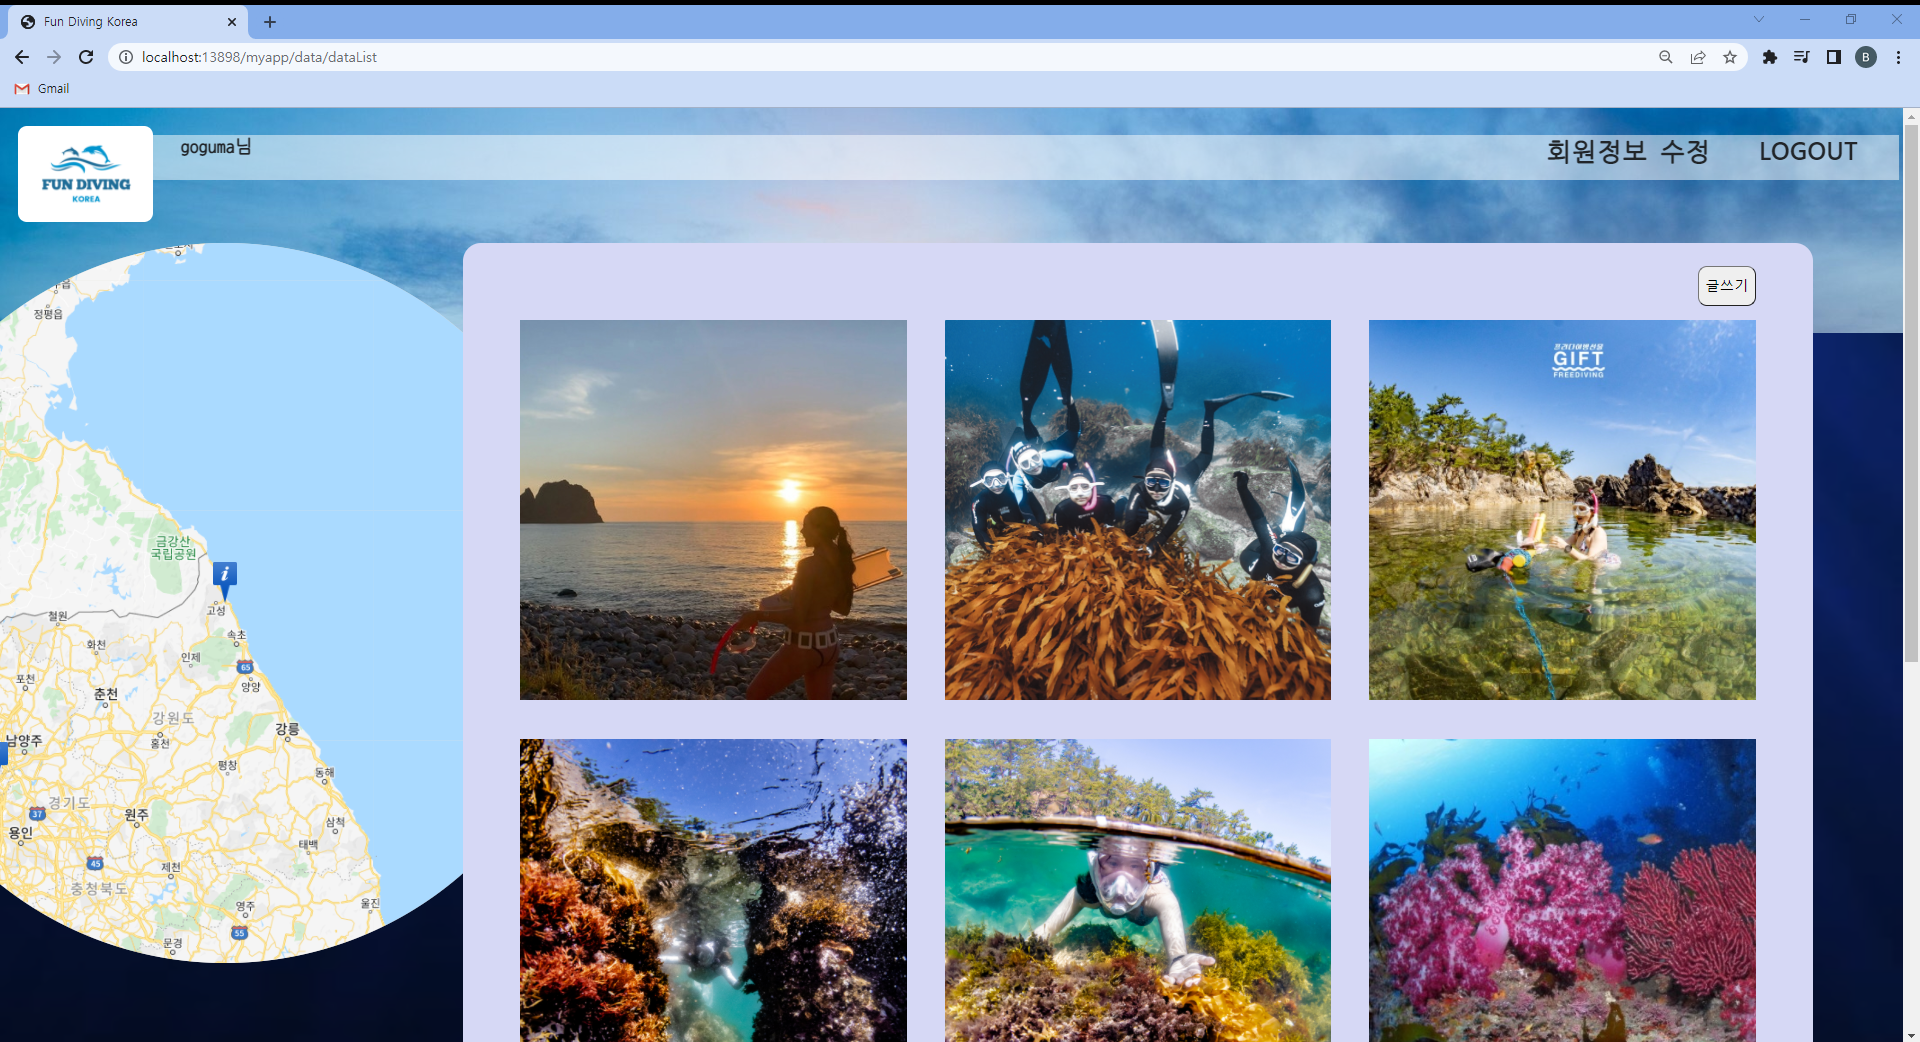 Fun Diving Korea
localhost:13898/myapp/data/dataList
B
Gmail
FUN DIVING
KOREA
goguma님
회원정보 수정
LOGOUT
글쓰기
정평읍
금강산
국립공원
i
고성
철원
속초
화천
인제
65
양양
포천
춘천
강원도
강릉
홍천
남양주
평창
동해
경기도
37
원주
삼척
용인
태백
45
제천
충청북도
영주
울진
55
문경
GIFT
FREEDIVING